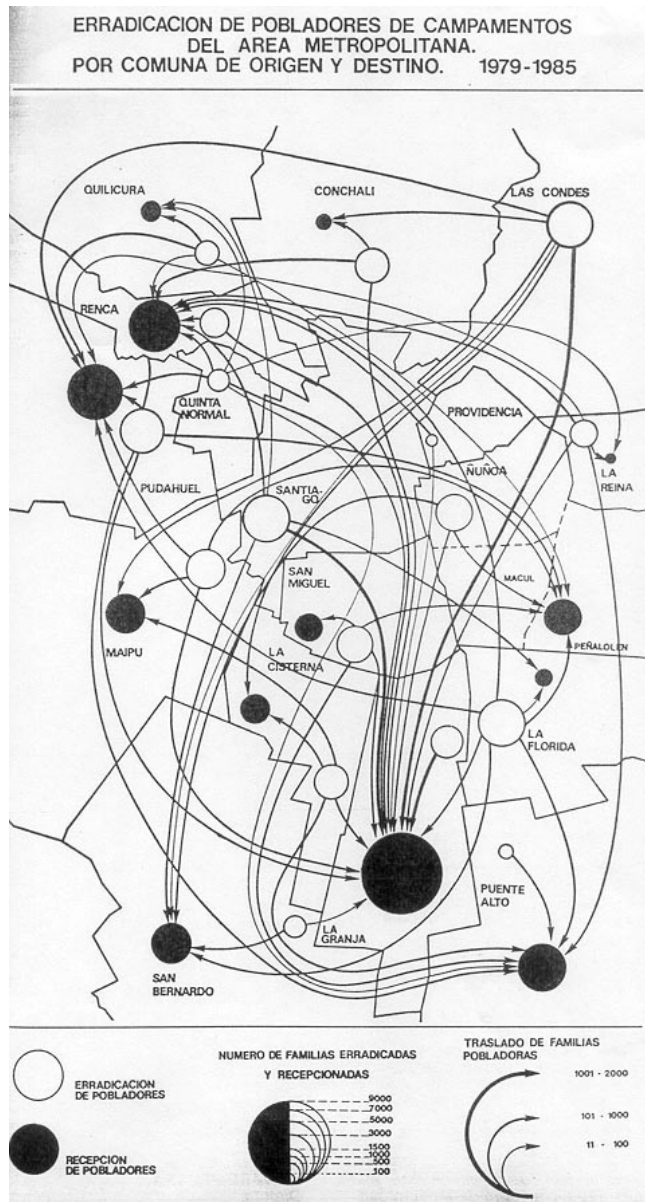 ERRADICACION DE POBLADORES DE CAMPAMENTOS
DEL AREA METROPOLITANA.
POR COMUNA DE ORIGEN Y DESTINO. 1979-1985
QUILICURA
CONCHALI
LAS CONDES
RENCA
QUINTA
NORMAL
PROVIDENCIA
ÑUÑOA
LA
REINA
PUDAHUEL
SANTIA-
GO
SAN
MIGUEL
MACUL
PEÑALOLEN
MAIPU
LA
CISTERNA
LA
FLORIDA
PUENTE
ALTO
LA
GRANJA
SAN
BERNARDO
ERRADICACION
DE POBLADORES
RECEPCION
DE POBLADORES
NUMERO DE FAMILIAS ERRADICADAS
Y RECEPCIONADAS
9000
7000
5000
3000
1500
1000
500
100
TRASLADO DE FAMILIAS
POBLADORAS
1001 - 2000
101 - 1000
11 - 100